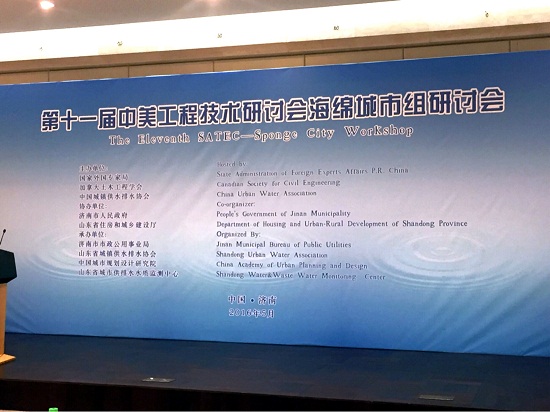 第十一届中美工程技术研讨会海绵城市组研讨会
The Eleventh SATEC—Sponge City Workshop
主办单位:
国家外国专家局
加拿大土木工程学会
中国城镇供水排水协会
协办单位
济南市人民政府
山东省住房和城乡建设厅
承办单位:
济南市市政公用事业局
山东省城镇供水排水协会
中国城市规划设计研究院
山东省城市供排水水质监测中心
Hosted by:
State Administration of Foreign Experts Affairs P.R. China
Canadian Society for Civil Engineering
China Urban Water Association
Co-organizer:
People's Government of Jinan Municipality
Department of Housing and Urban-Rural Development of Shandong Province
Organized By:
Jinan Municipal Bureau of Public Utilities
Shandong Urban Water Association
China Academy of Urban Planning and Design
Shandong Water&Waste Water Monitoring Center
中国·济南
2016年5月